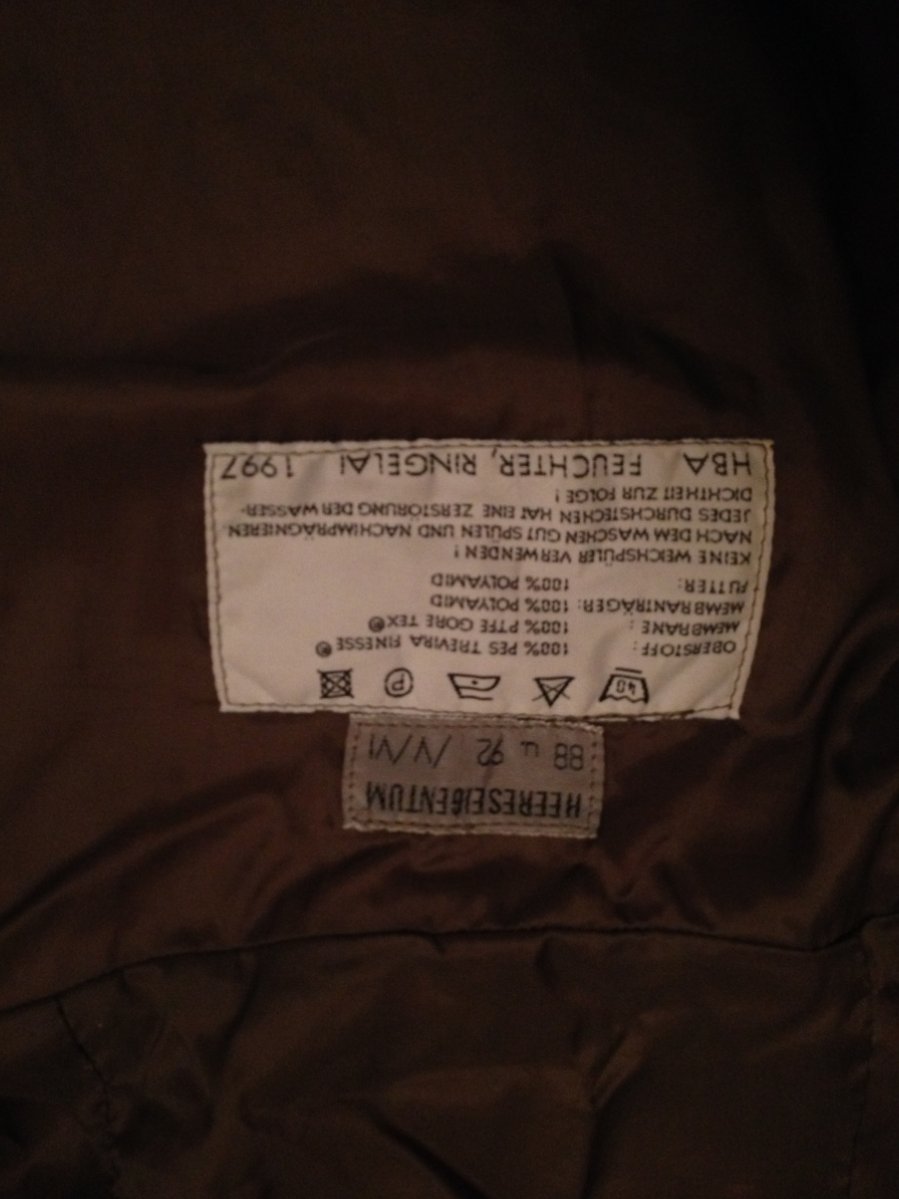 HEERESEIGENTUM
88 u 92 /V/VI
40 P
OBERSTOFF: 100% PES TREVIRA FINESSE®
MEMBRANE : 100% PTFE GORE TEX®
MEMBRANTRÄGER: 100% POLYAMID
FUTTER: 100% POLYAMID
KEINE WEICHSPÜLER VERWENDEN !
NACH DEM WASCHEN GUT SPÜLEN UND NACHIMPRÄGNIEREN
JEDES DURCHSTECHEN HAT EINE ZERSTÖRUNG DER WASSER-
DICHTHEIT ZUR FOLGE !
HBA FEUCHTER, RINGELAI 1997